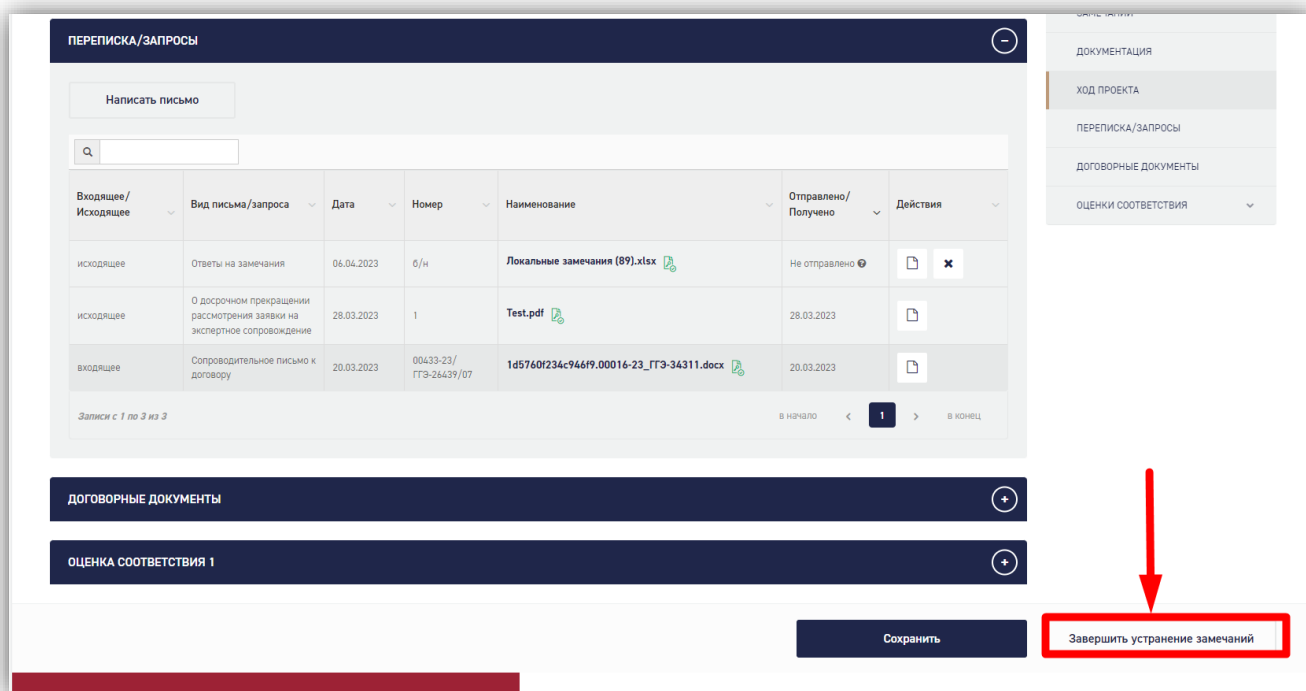 ПЕРЕПИСКА/ЗАПРОСЫ
Написать письмо
Входящее/
Исходящее
Вид письма/запроса
Дата
Номер
Наименование
Отправлено/
Получено
Действия
исходящее
Ответы на замечания
06.04.2023
б/н
Локальные замечания (89).xlsx
Не отправлено
исходящее
О досрочном прекращении
рассмотрения заявки на
экспертное сопровождение
28.03.2023
1
Test.pdf
28.03.2023
входящее
Сопроводительное письмо к
договору
20.03.2023
00433-23/
ГГЭ-26439/07
1d5760f234c946f9.00016-23_ГГЭ-34311.docx
20.03.2023
Записи с 1 по 3 из 3
в начало
1
в конец
ДОГОВОРНЫЕ ДОКУМЕНТЫ
ОЦЕНКА СООТВЕТСТВИЯ 1
ДОКУМЕНТАЦИЯ
ХОД ПРОЕКТА
ПЕРЕПИСКА/ЗАПРОСЫ
ДОГОВОРНЫЕ ДОКУМЕНТЫ
ОЦЕНКИ СООТВЕТСТВИЯ
Сохранить
Завершить устранение замечаний